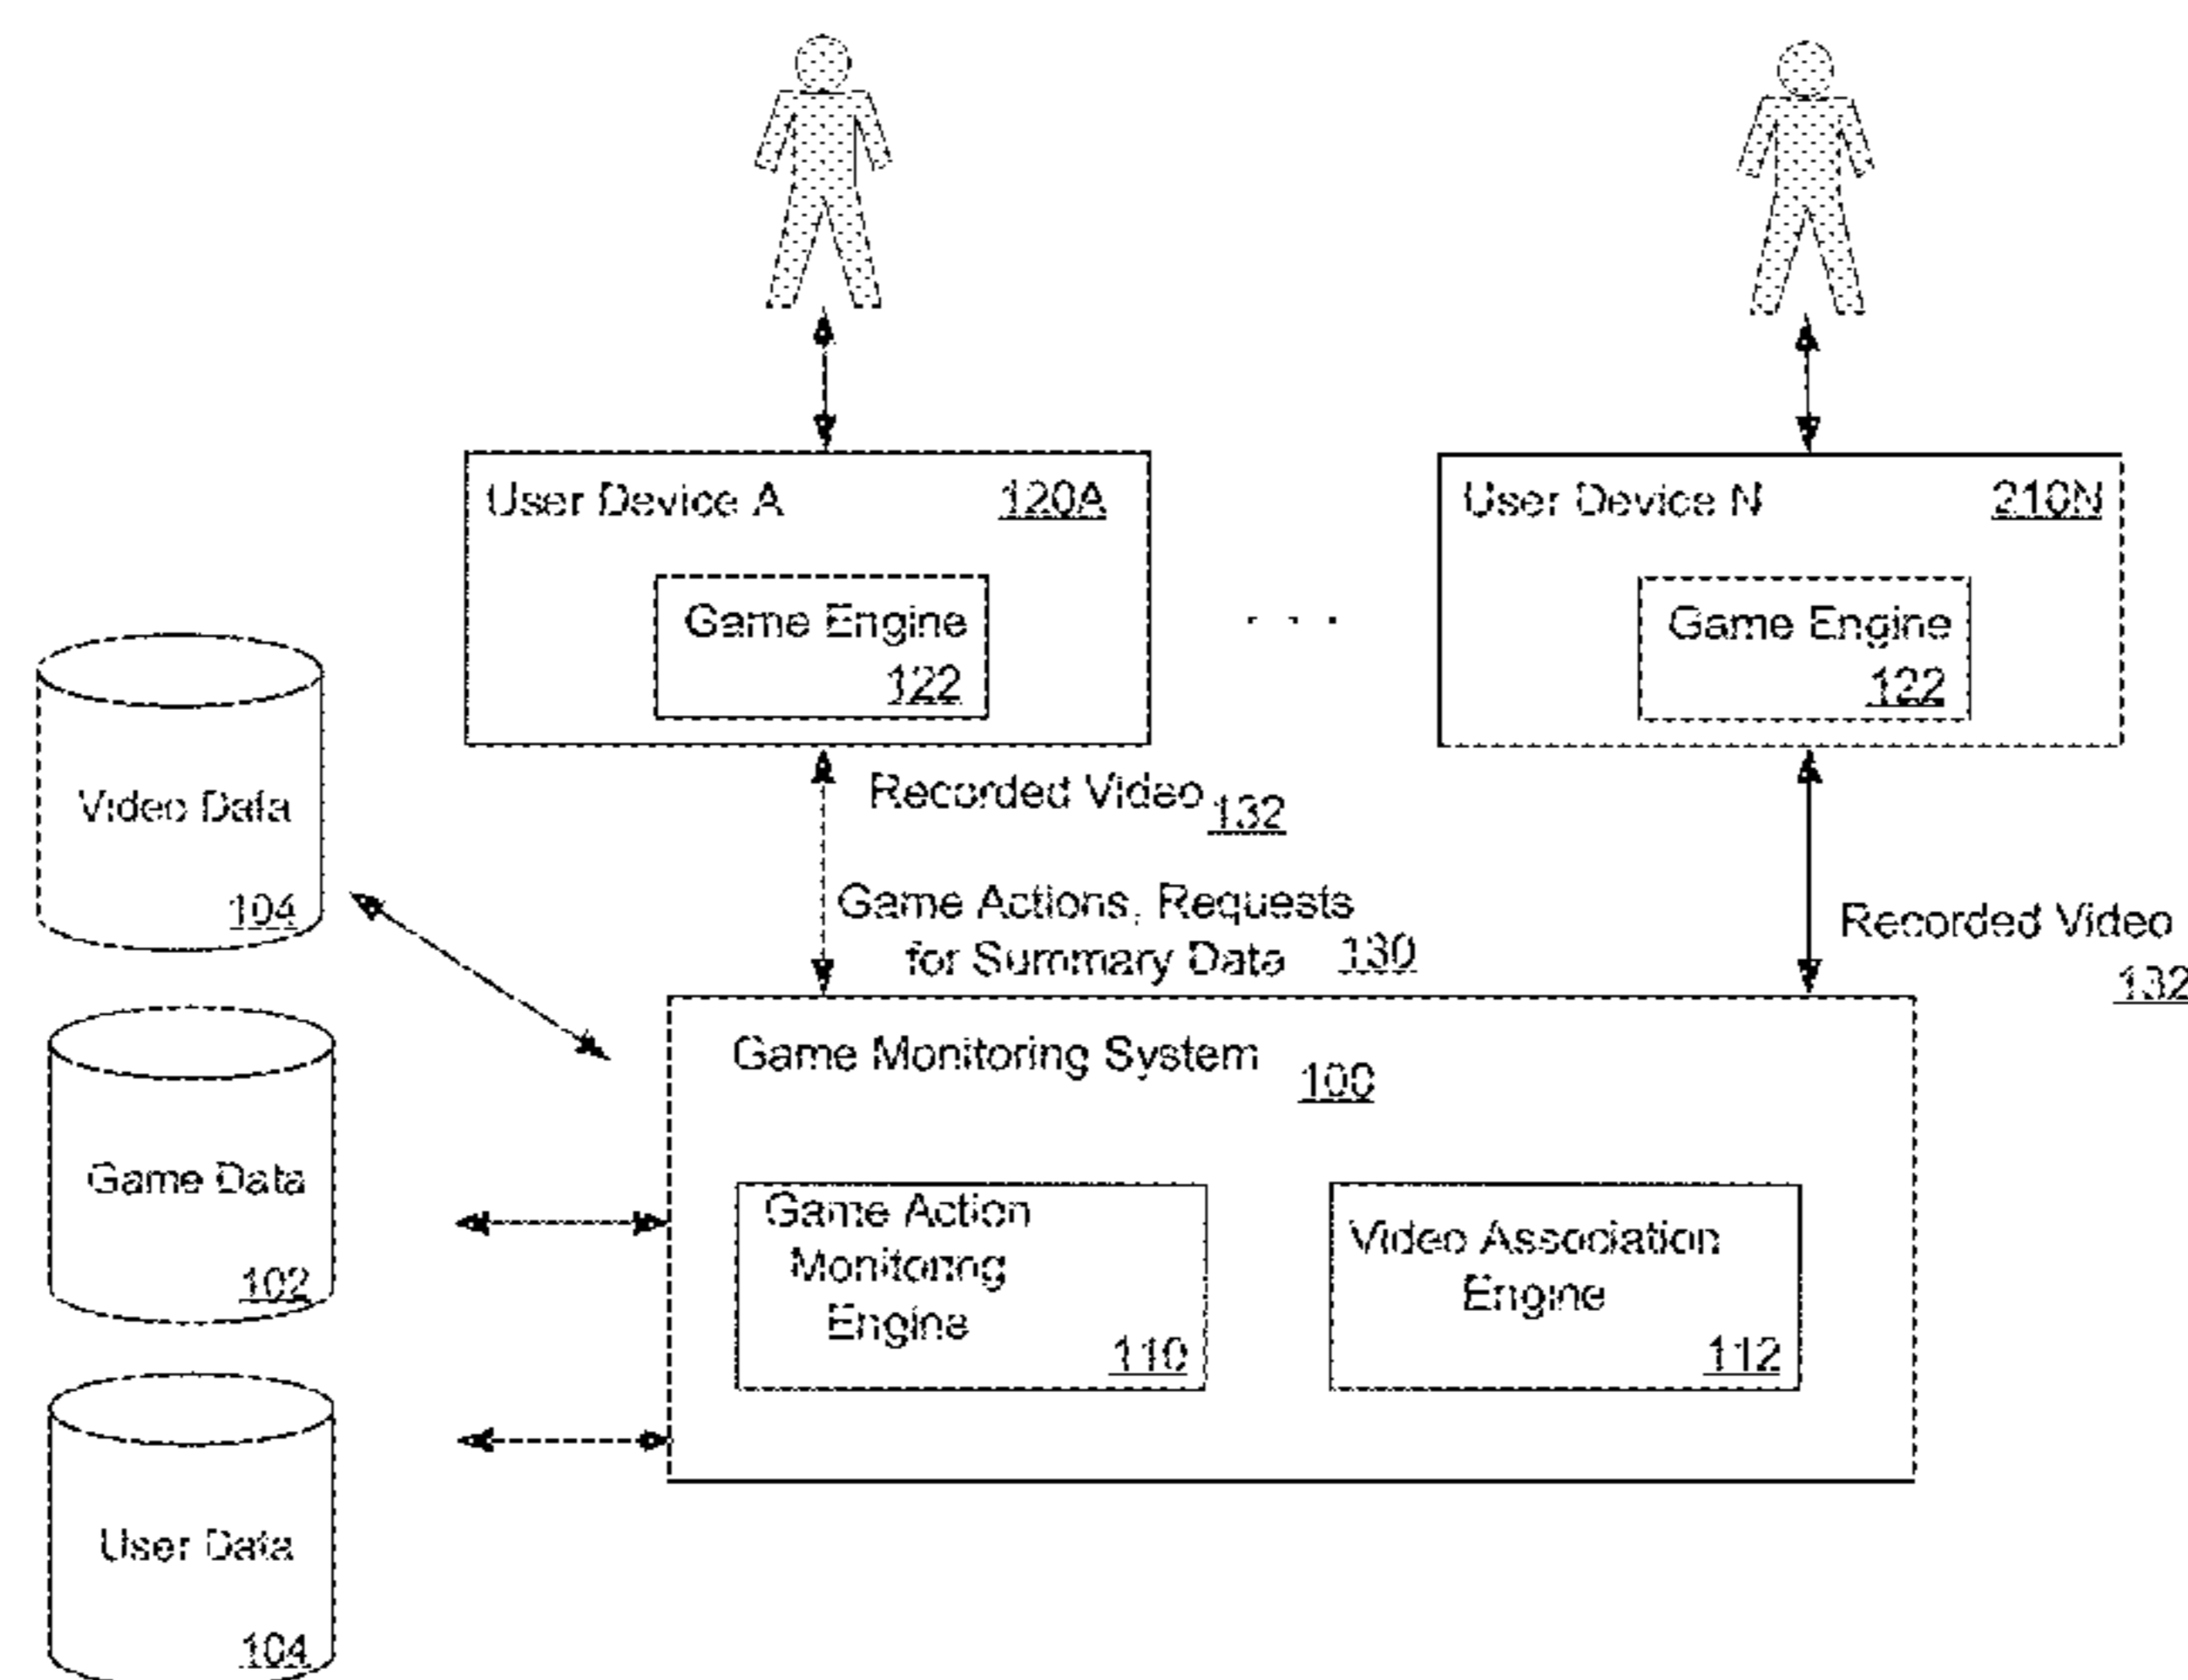 User Device A 120A
Game Engine
122
. . .
User Device N 210N
Game Engine
122
Video Data
104
Recorded Video 132
Game Actions, Requests
for Summary Data 130
Recorded Video
132
Game Data
102
User Data
104
Game Monitoring System 100
Game Action
Monitoring
Engine
110
Video Association
Engine
112